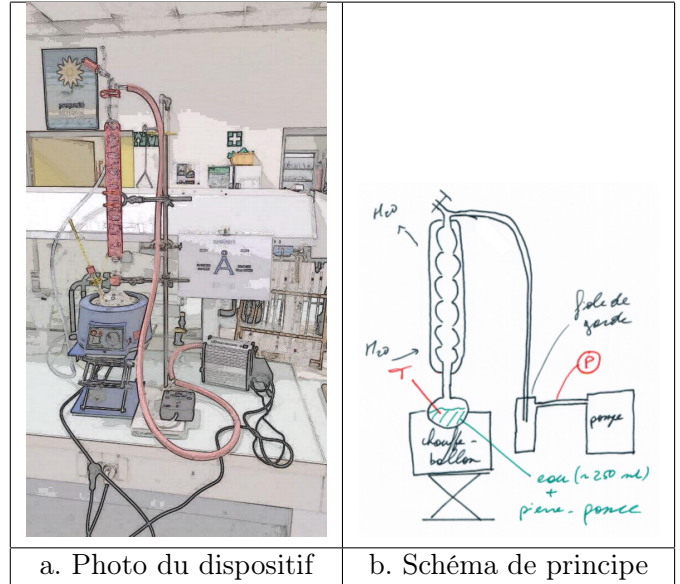 H₂O
fiole de
garde
H₂O
T
P
pompe
chauffe-
ballon
eau (~ 250 ml)
+
pierre-ponce
a. Photo du dispositif
b. Schéma de principe